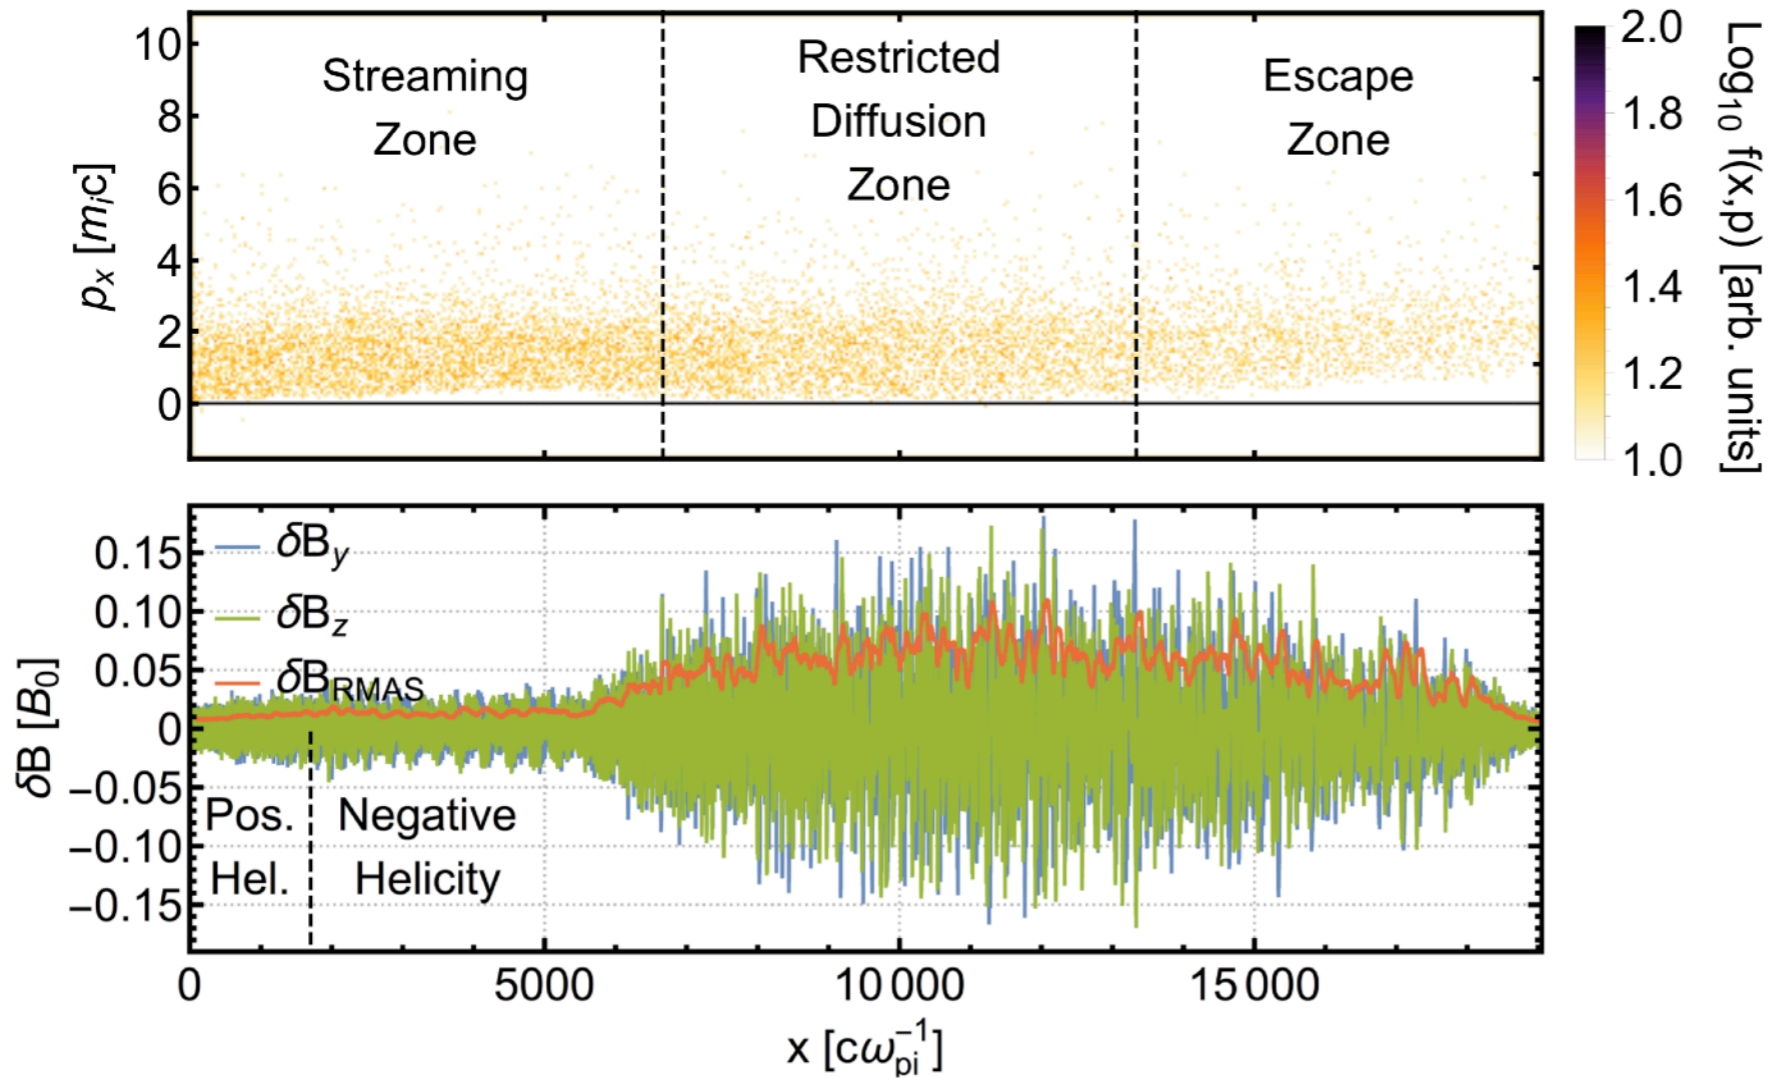 10
8
6
4
2
0
p_x [m_ic]
Streaming
Zone
Restricted
Diffusion
Zone
Escape
Zone
2.0
1.8
1.6
1.4
1.2
1.0
Log₁₀ f(x,p) [arb. units]
δB_y
δB_z
δB_RMAS
0.15
0.10
0.05
0
−0.05
−0.10
−0.15
δB [B₀]
Pos.
Hel.
Negative
Helicity
0 5000 10 000 15 000
x [cω_pi^−1]